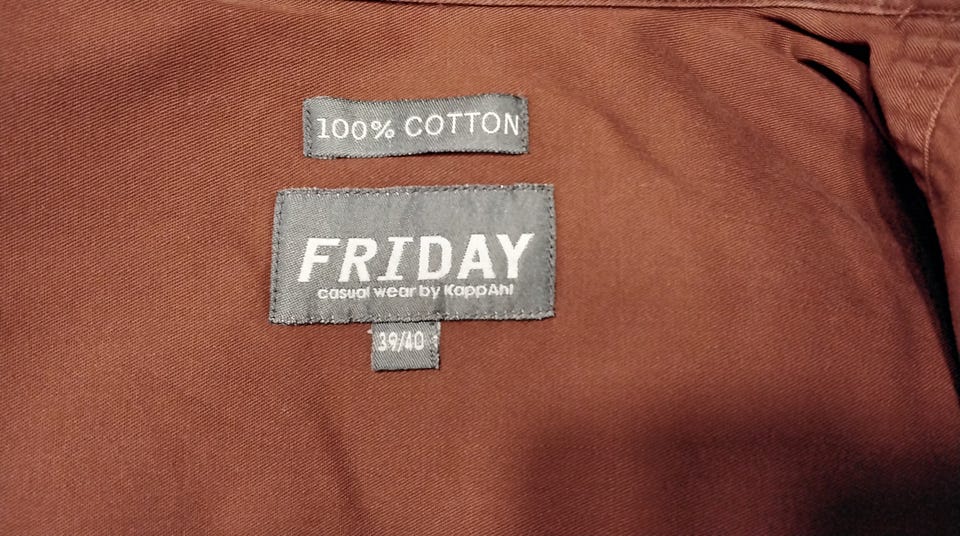 100% COTTON
FRIDAY
casual wear by KappAhl
39/40